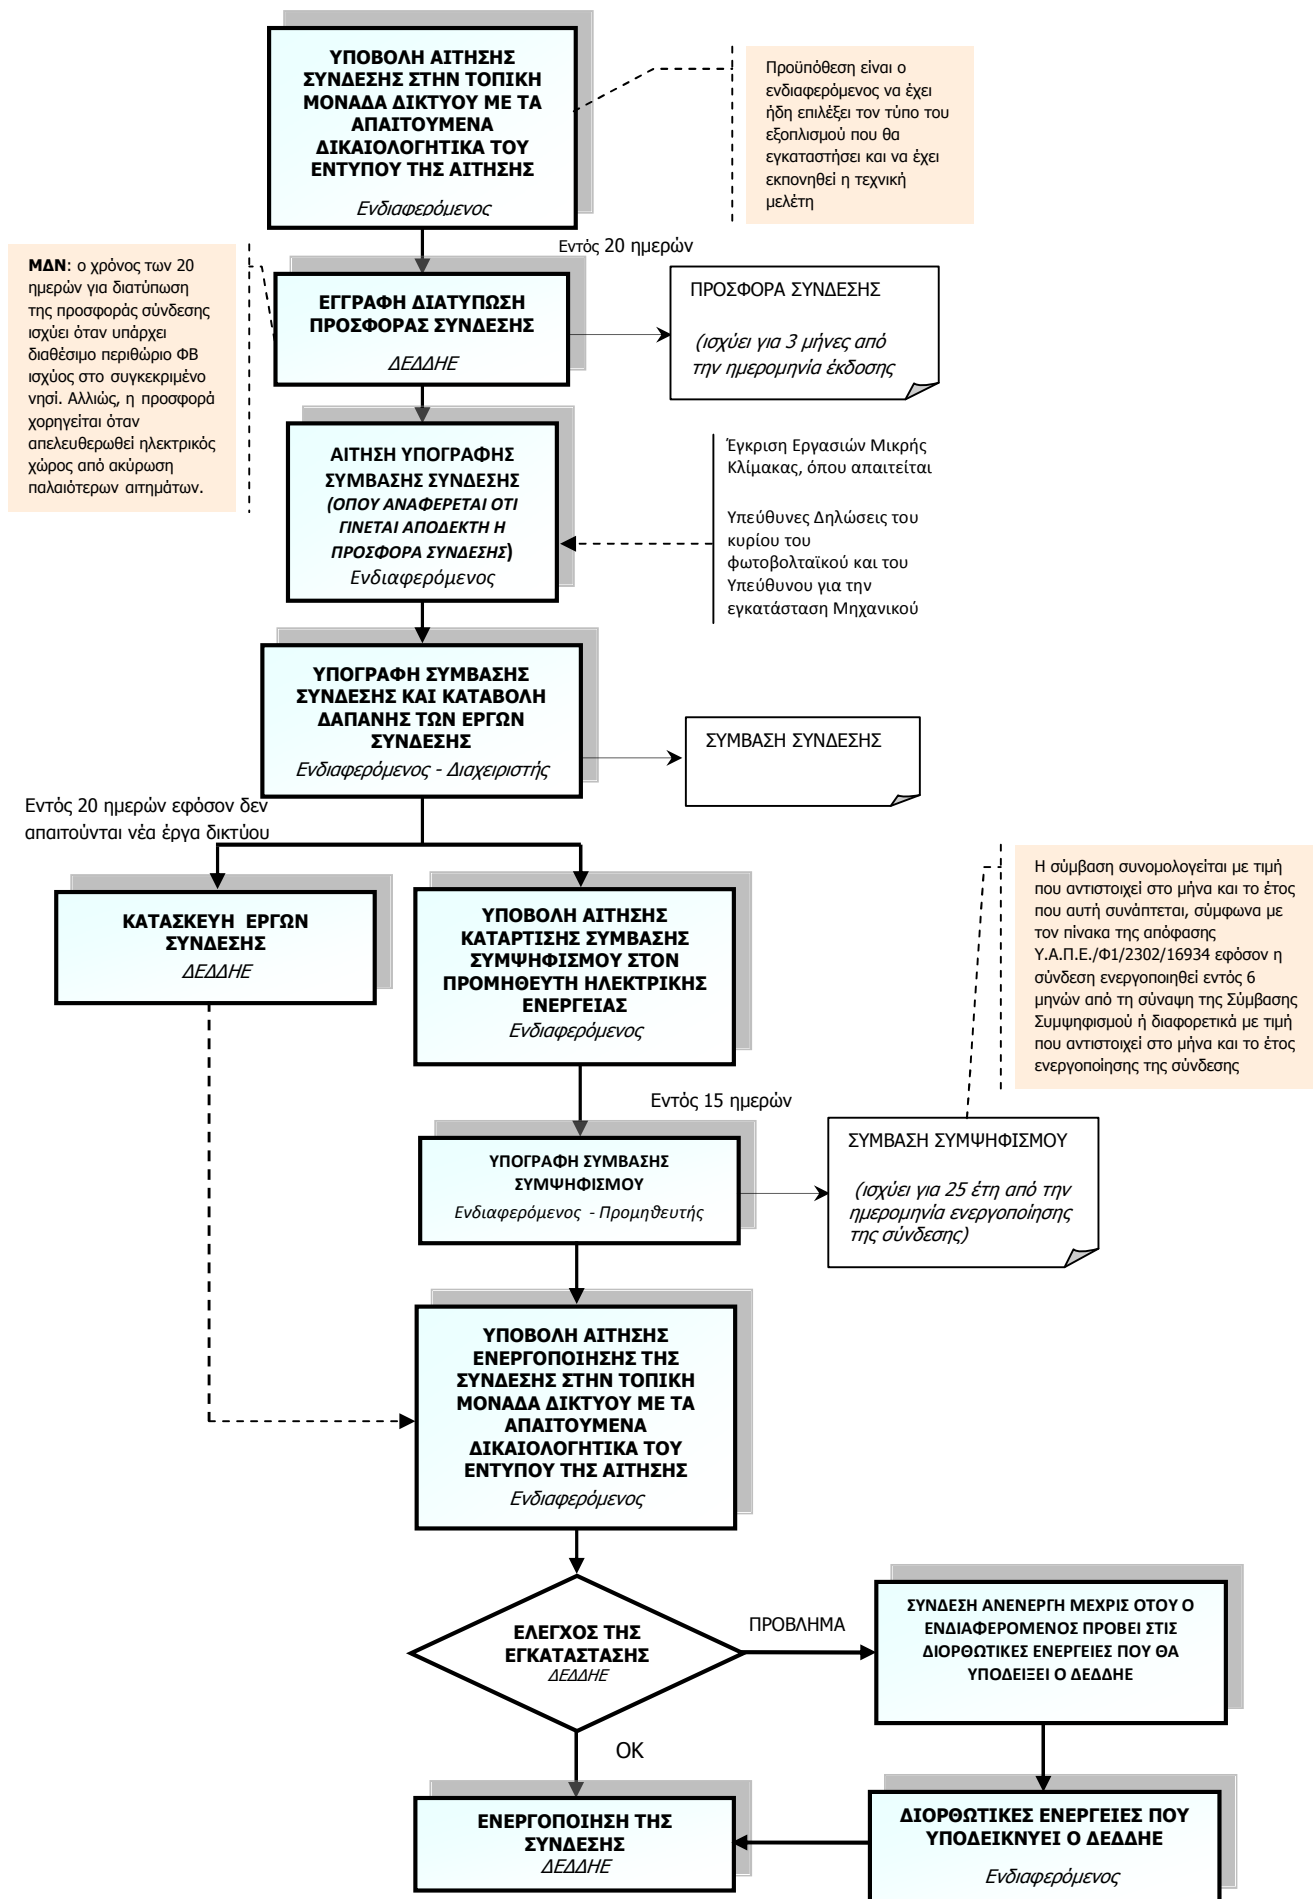 ΥΠΟΒΟΛΗ ΑΙΤΗΣΗΣ
ΣΥΝΔΕΣΗΣ ΣΤΗΝ ΤΟΠΙΚΗ
ΜΟΝΑΔΑ ΔΙΚΤΥΟΥ ΜΕ ΤΑ
ΑΠΑΙΤΟΥΜΕΝΑ
ΔΙΚΑΙΟΛΟΓΗΤΙΚΑ ΤΟΥ
ΕΝΤΥΠΟΥ ΤΗΣ ΑΙΤΗΣΗΣ
Ενδιαφερόμενος
Προϋπόθεση είναι ο
ενδιαφερόμενος να έχει
ήδη επιλέξει τον τύπο του
εξοπλισμού που θα
εγκαταστήσει και να έχει
εκπονηθεί η τεχνική
μελέτη
Εντός 20 ημερών
ΜΔΝ: ο χρόνος των 20
ημερών για διατύπωση
της προσφοράς σύνδεσης
ισχύει όταν υπάρχει
διαθέσιμο περιθώριο ΦΒ
ισχύος στο συγκεκριμένο
νησί. Αλλιώς, η προσφορά
χορηγείται όταν
απελευθερωθεί ηλεκτρικός
χώρος από ακύρωση
παλαιότερων αιτημάτων.
ΕΓΓΡΑΦΗ ΔΙΑΤΥΠΩΣΗ
ΠΡΟΣΦΟΡΑΣ ΣΥΝΔΕΣΗΣ
ΔΕΔΔΗΕ
ΠΡΟΣΦΟΡΑ ΣΥΝΔΕΣΗΣ
(ισχύει για 3 μήνες από
την ημερομηνία έκδοσης
ΑΙΤΗΣΗ ΥΠΟΓΡΑΦΗΣ
ΣΥΜΒΑΣΗΣ ΣΥΝΔΕΣΗΣ
(ΟΠΟΥ ΑΝΑΦΕΡΕΤΑΙ ΟΤΙ
ΓΙΝΕΤΑΙ ΑΠΟΔΕΚΤΗ Η
ΠΡΟΣΦΟΡΑ ΣΥΝΔΕΣΗΣ)
Ενδιαφερόμενος
Έγκριση Εργασιών Μικρής
Κλίμακας, όπου απαιτείται
Υπεύθυνες Δηλώσεις του
κυρίου του
φωτοβολταϊκού και του
Υπεύθυνου για την
εγκατάσταση Μηχανικού
ΥΠΟΓΡΑΦΗ ΣΥΜΒΑΣΗΣ
ΣΥΝΔΕΣΗΣ ΚΑΙ ΚΑΤΑΒΟΛΗ
ΔΑΠΑΝΗΣ ΤΩΝ ΕΡΓΩΝ
ΣΥΝΔΕΣΗΣ
Ενδιαφερόμενος - Διαχειριστής
ΣΥΜΒΑΣΗ ΣΥΝΔΕΣΗΣ
Εντός 20 ημερών εφόσον δεν
απαιτούνται νέα έργα δικτύου
ΚΑΤΑΣΚΕΥΗ  ΕΡΓΩΝ
ΣΥΝΔΕΣΗΣ
ΔΕΔΔΗΕ
ΥΠΟΒΟΛΗ ΑΙΤΗΣΗΣ
ΚΑΤΑΡΤΙΣΗΣ ΣΥΜΒΑΣΗΣ
ΣΥΜΨΗΦΙΣΜΟΥ ΣΤΟΝ
ΠΡΟΜΗΘΕΥΤΗ ΗΛΕΚΤΡΙΚΗΣ
ΕΝΕΡΓΕΙΑΣ
Ενδιαφερόμενος
Η σύμβαση συνομολογείται με τιμή
που αντιστοιχεί στο μήνα και το έτος
που αυτή συνάπτεται, σύμφωνα με
τον πίνακα της απόφασης
Υ.Α.Π.Ε./Φ1/2302/16934 εφόσον η
σύνδεση ενεργοποιηθεί εντός 6
μηνών από τη σύναψη της Σύμβασης
Συμψηφισμού ή διαφορετικά με τιμή
που αντιστοιχεί στο μήνα και το έτος
ενεργοποίησης της σύνδεσης
Εντός 15 ημερών
ΥΠΟΓΡΑΦΗ ΣΥΜΒΑΣΗΣ
ΣΥΜΨΗΦΙΣΜΟΥ
Ενδιαφερόμενος  - Προμηθευτής
ΣΥΜΒΑΣΗ ΣΥΜΨΗΦΙΣΜΟΥ
(ισχύει για 25 έτη από την
ημερομηνία ενεργοποίησης
της σύνδεσης)
ΥΠΟΒΟΛΗ ΑΙΤΗΣΗΣ
ΕΝΕΡΓΟΠΟΙΗΣΗΣ ΤΗΣ
ΣΥΝΔΕΣΗΣ ΣΤΗΝ ΤΟΠΙΚΗ
ΜΟΝΑΔΑ ΔΙΚΤΥΟΥ ΜΕ ΤΑ
ΑΠΑΙΤΟΥΜΕΝΑ
ΔΙΚΑΙΟΛΟΓΗΤΙΚΑ ΤΟΥ
ΕΝΤΥΠΟΥ ΤΗΣ ΑΙΤΗΣΗΣ
Ενδιαφερόμενος
ΕΛΕΓΧΟΣ ΤΗΣ
ΕΓΚΑΤΑΣΤΑΣΗΣ
ΔΕΔΔΗΕ
ΠΡΟΒΛΗΜΑ
ΣΥΝΔΕΣΗ ΑΝΕΝΕΡΓΗ ΜΕΧΡΙΣ ΟΤΟΥ Ο
ΕΝΔΙΑΦΕΡΟΜΕΝΟΣ ΠΡΟΒΕΙ ΣΤΙΣ
ΔΙΟΡΘΩΤΙΚΕΣ ΕΝΕΡΓΕΙΕΣ ΠΟΥ ΘΑ
ΥΠΟΔΕΙΞΕΙ Ο ΔΕΔΔΗΕ
ΟΚ
ΕΝΕΡΓΟΠΟΙΗΣΗ ΤΗΣ
ΣΥΝΔΕΣΗΣ
ΔΕΔΔΗΕ
ΔΙΟΡΘΩΤΙΚΕΣ ΕΝΕΡΓΕΙΕΣ ΠΟΥ
ΥΠΟΔΕΙΚΝΥΕΙ Ο ΔΕΔΔΗΕ
Ενδιαφερόμενος